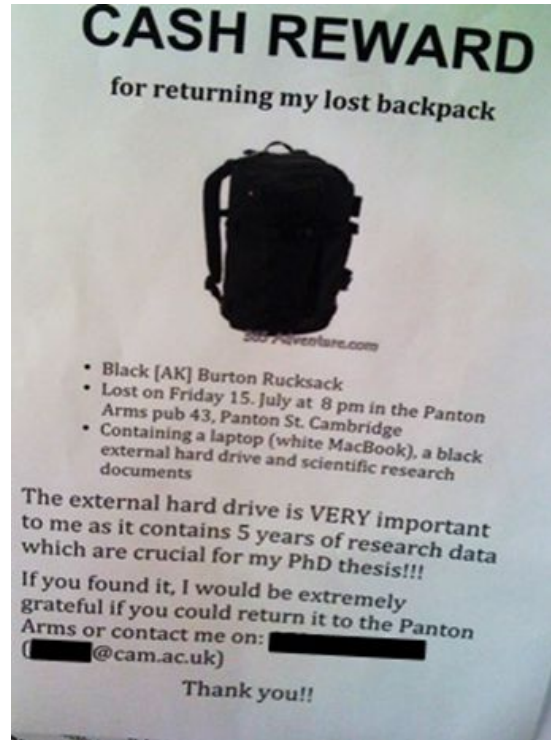 CASH REWARD
for returning my lost backpack
365 Adventure.com
• Black [AK] Burton Rucksack
• Lost on Friday 15. July at 8 pm in the Panton
Arms pub 43, Panton St. Cambridge
• Containing a laptop (white MacBook), a black
external hard drive and scientific research
documents
The external hard drive is VERY important
to me as it contains 5 years of research data
which are crucial for my PhD thesis!!!
If you found it, I would be extremely
grateful if you could return it to the Panton
Arms or contact me on:
(@cam.ac.uk)
Thank you!!